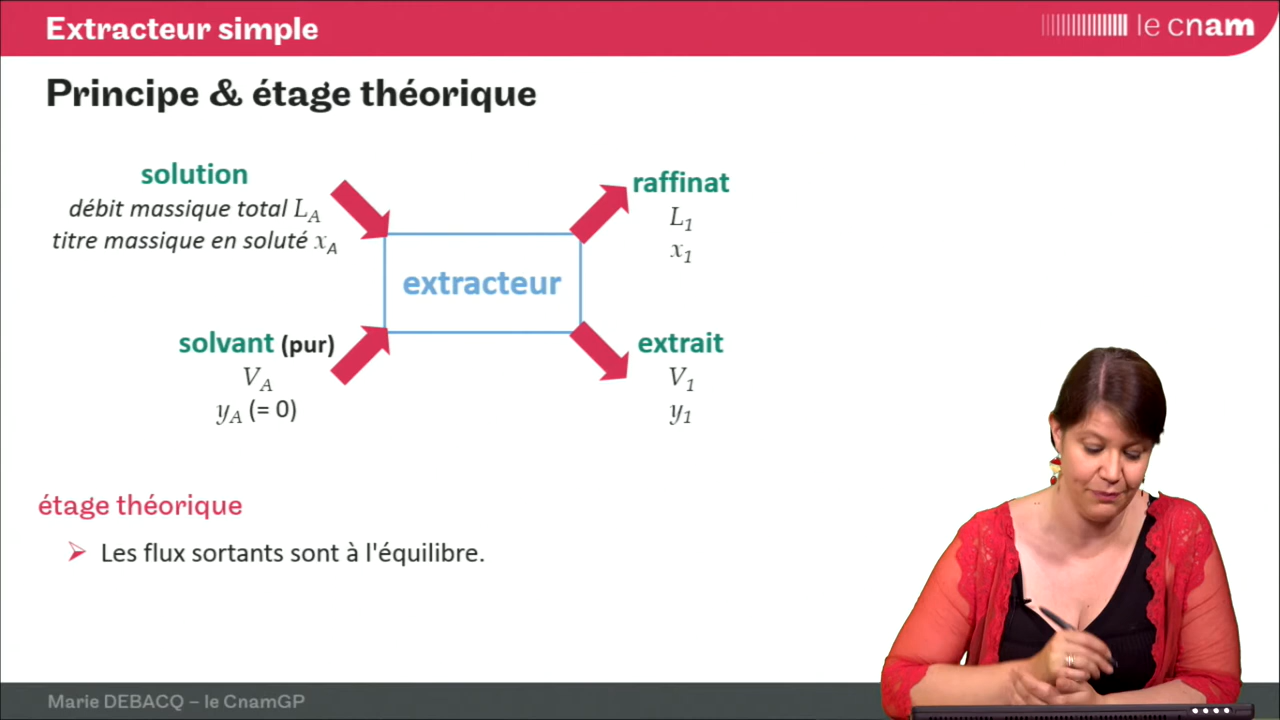 Extracteur simple
le cnam
Principe & étage théorique
solution
débit massique total L_A
titre massique en soluté x_A
raffinat
L_1
x_1
extracteur
solvant (pur)
V_A
y_A (= 0)
extrait
V_1
y_1
étage théorique
Les flux sortants sont à l'équilibre.
Marie DEBACQ – le CnamGP